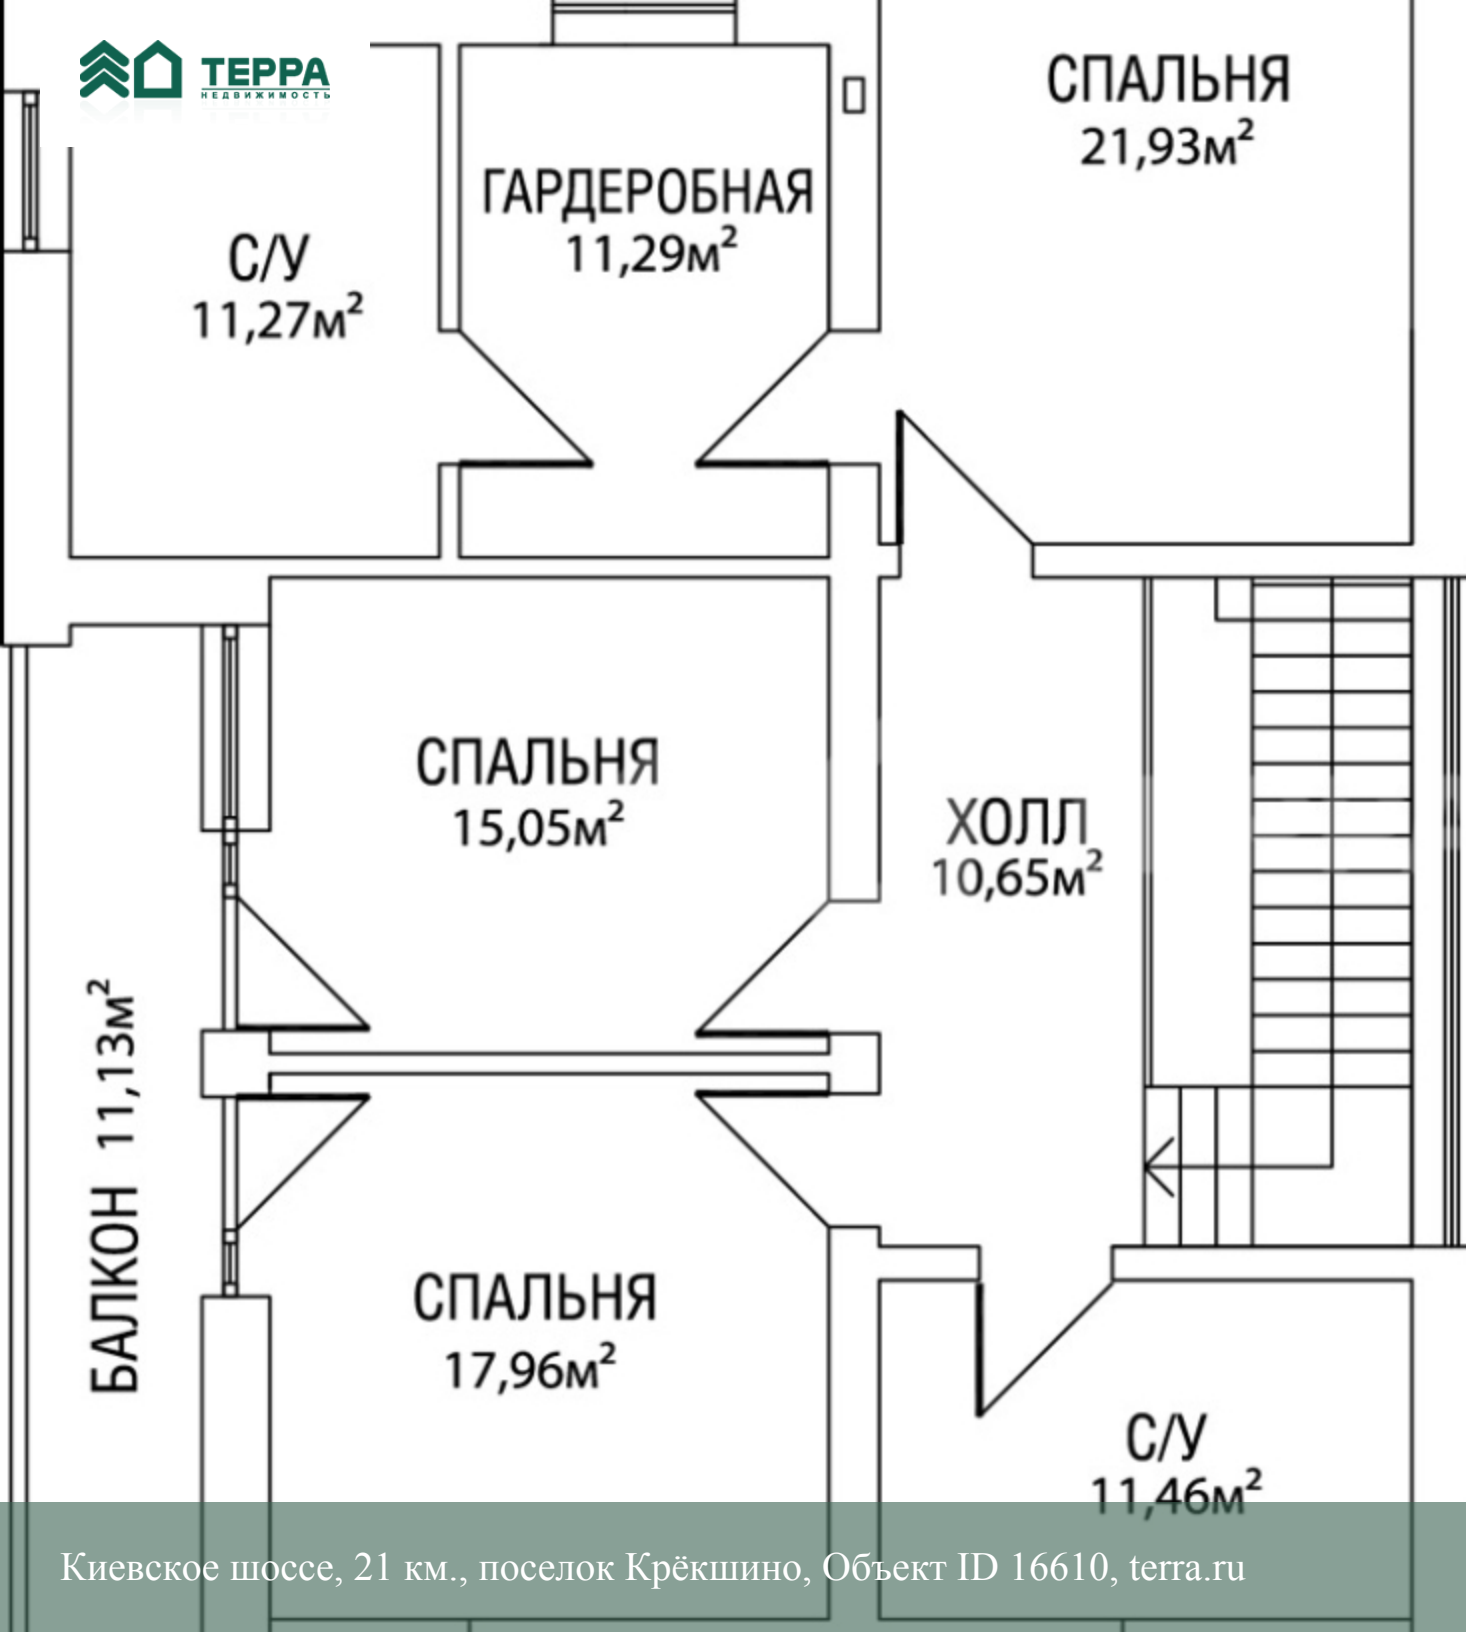 ТЕРРА
НЕДВИЖИМОСТЬ
СПАЛЬНЯ
21,93м²
ГАРДЕРОБНАЯ
11,29м²
С/У
11,27м²
СПАЛЬНЯ
15,05м²
ХОЛЛ
10,65м²
БАЛКОН 11,13м²
СПАЛЬНЯ
17,96м²
С/У
11,46м²
Киевское шоссе, 21 км., поселок Крёкшино, Объект ID 16610, terra.ru